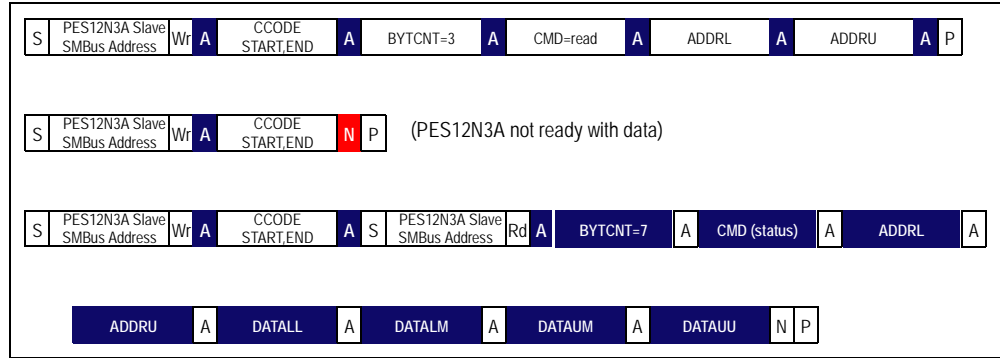 S PES12N3A Slave SMBus Address Wr A CCODE START,END A BYTCNT=3 A CMD=read A ADDRL A ADDRU A P
S PES12N3A Slave SMBus Address Wr A CCODE START,END N P (PES12N3A not ready with data)
S PES12N3A Slave SMBus Address Wr A CCODE START,END A S PES12N3A Slave SMBus Address Rd A BYTCNT=7 A CMD (status) A ADDRL A
ADDRU A DATALL A DATALM A DATAUM A DATAUU N P